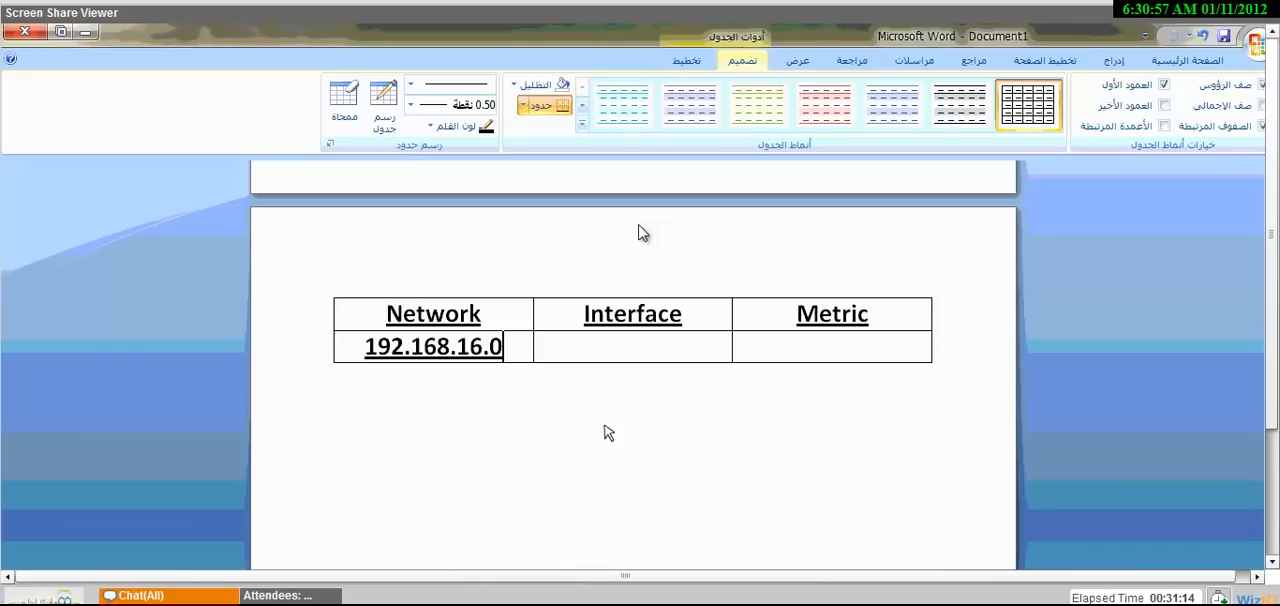 6:30:57 AM 01/11/2012
Screen Share Viewer
أدوات الجدول
Microsoft Word - Document1
الصفحة الرئيسية
إدراج
تخطيط الصفحة
مراجع
مراسلات
مراجعة
عرض
تصميم
تخطيط
صف الرؤوس
العمود الأول
صف الإجمالي
العمود الأخير
الصفوف المرتبطة
الأعمدة المرتبطة
خيارات أنماط الجدول
أنماط الجدول
التظليل
حدود
0.50 نقطة
لون القلم
رسم جدول
ممحاة
رسم حدود
Network Interface Metric
192.168.16.0
Chat(All)
Attendees: ...
Elapsed Time 00:31:14
WizIQ